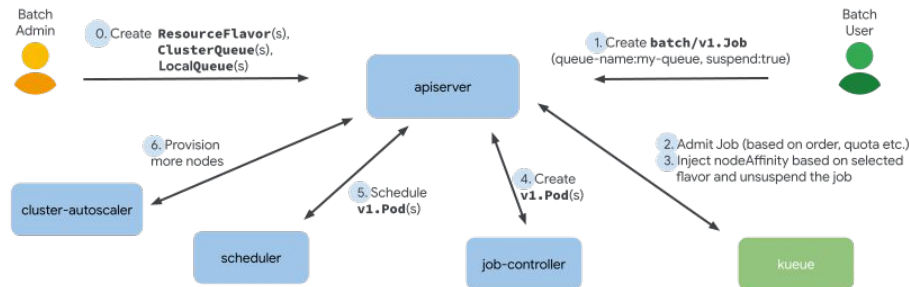 Batch
Admin
0. Create ResourceFlavor(s),
ClusterQueue(s),
LocalQueue(s)
Batch
User
1. Create batch/v1.Job
(queue-name:my-queue, suspend:true)
apiserver
6. Provision
more nodes
5. Schedule
v1.Pod(s)
4. Create
v1.Pod(s)
2. Admit Job (based on order, quota etc.)
3. Inject nodeAffinity based on selected
flavor and unsuspend the job
cluster-autoscaler
scheduler
job-controller
kueue